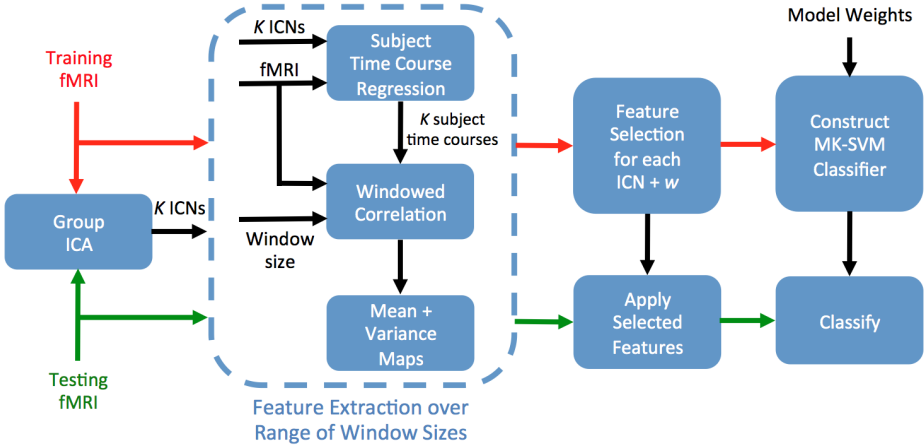 Training
fMRI
Group
ICA
K ICNs
Testing
fMRI
K ICNs
fMRI
Subject
Time Course
Regression
K subject
time courses
Windowed
Correlation
Window
size
Mean +
Variance
Maps
Feature Extraction over
Range of Window Sizes
Feature
Selection
for each
ICN + w
Apply
Selected
Features
Model Weights
Construct
MK-SVM
Classifier
Classify